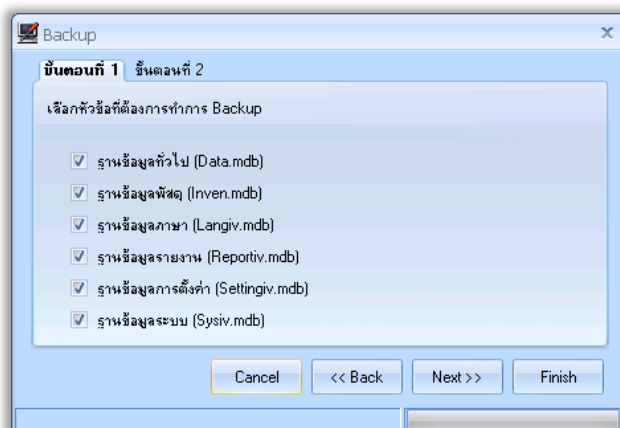 Backup
ขั้นตอนที่ 1 ขั้นตอนที่ 2
เลือกหัวข้อที่ต้องการทำการ Backup
ฐานข้อมูลทั่วไป (Data.mdb)
ฐานข้อมูลพัสดุ (Inven.mdb)
ฐานข้อมูลภาษา (Langiv.mdb)
ฐานข้อมูลรายงาน (Reportiv.mdb)
ฐานข้อมูลการตั้งค่า (Settingiv.mdb)
ฐานข้อมูลระบบ (Sysiv.mdb)
Cancel << Back Next >> Finish